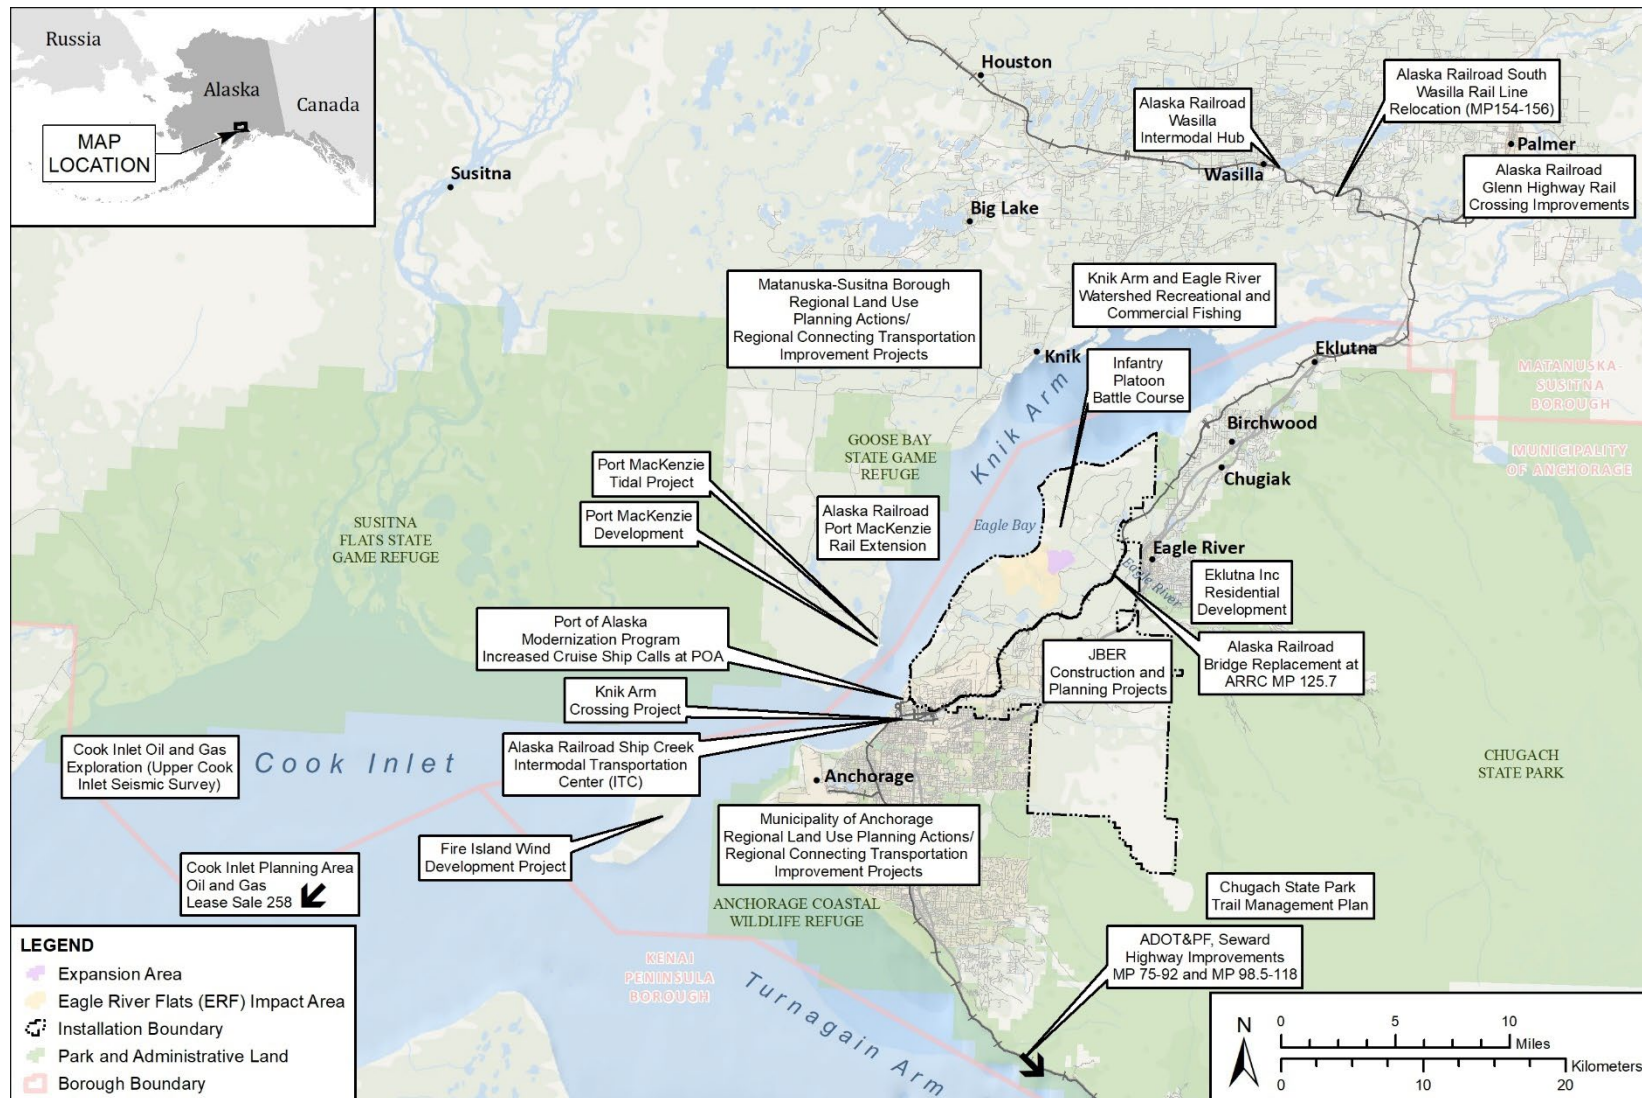 Russia
Alaska
Canada
MAP
LOCATION
Houston
Alaska Railroad
Wasilla
Intermodal Hub
Alaska Railroad South
Wasilla Rail Line
Relocation (MP154-156)
Palmer
Susitna
Wasilla
Alaska Railroad
Glenn Highway Rail
Crossing Improvements
Big Lake
Matanuska-Susitna Borough
Regional Land Use
Planning Actions/
Regional Connecting Transportation
Improvement Projects
Knik Arm and Eagle River
Watershed Recreational and
Commercial Fishing
Knik
Eklutna
Infantry
Platoon
Battle Course
MATANUSKA-
SUSITNA
BOROUGH
Knik Arm
Birchwood
MUNICIPALITY
OF ANCHORAGE
GOOSE BAY
STATE GAME
REFUGE
Chugiak
Port MacKenzie
Tidal Project
Port MacKenzie
Development
Alaska Railroad
Port MacKenzie
Rail Extension
Eagle Bay
SUSITNA
FLATS STATE
GAME REFUGE
Eagle River
Eagle River
Eklutna Inc
Residential
Development
Port of Alaska
Modernization Program
Increased Cruise Ship Calls at POA
JBER
Construction and
Planning Projects
Alaska Railroad
Bridge Replacement at
ARRC MP 125.7
Knik Arm
Crossing Project
Cook Inlet Oil and Gas
Exploration (Upper Cook
Inlet Seismic Survey)
Cook Inlet
Alaska Railroad Ship Creek
Intermodal Transportation
Center (ITC)
Anchorage
CHUGACH
STATE PARK
Fire Island Wind
Development Project
Municipality of Anchorage
Regional Land Use Planning Actions/
Regional Connecting Transportation
Improvement Projects
Cook Inlet Planning Area
Oil and Gas
Lease Sale 258
ANCHORAGE COASTAL
WILDLIFE REFUGE
Chugach State Park
Trail Management Plan
KENAI
PENINSULA
BOROUGH
Turnagain Arm
ADOT&PF, Seward
Highway Improvements
MP 75-92 and MP 98.5-118
LEGEND
Expansion Area
Eagle River Flats (ERF) Impact Area
Installation Boundary
Park and Administrative Land
Borough Boundary
N
0 5 10
Miles
Kilometers
0 10 20